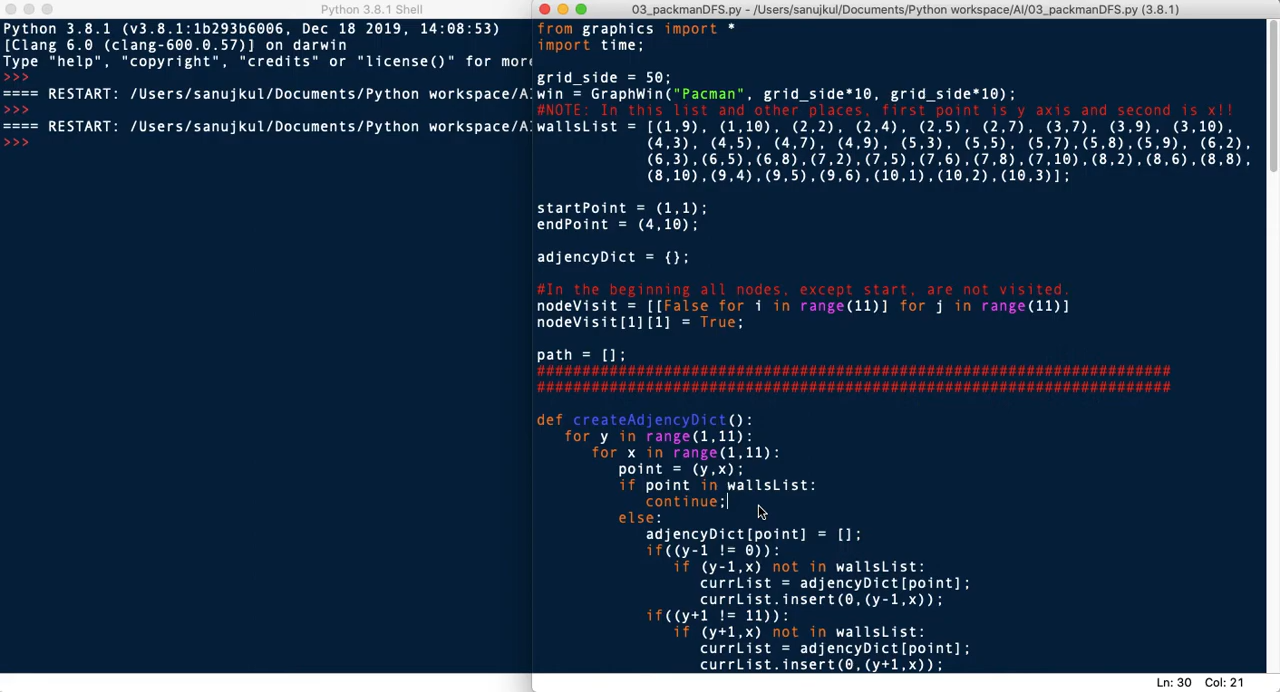 Python 3.8.1 Shell
Python 3.8.1 (v3.8.1:1b293b6006, Dec 18 2019, 14:08:53)
[Clang 6.0 (clang-600.0.57)] on darwin
Type "help", "copyright", "credits" or "license()" for more
>>>
==== RESTART: /Users/sanujkul/Documents/Python workspace/AI
>>>
==== RESTART: /Users/sanujkul/Documents/Python workspace/AI
>>>
03_packmanDFS.py - /Users/sanujkul/Documents/Python workspace/AI/03_packmanDFS.py (3.8.1)
from graphics import *
import time;
grid_side = 50;
win = GraphWin("Pacman", grid_side*10, grid_side*10);
#NOTE: In this list and other places, first point is y axis and second is x!!
wallsList = [(1,9), (1,10), (2,2), (2,4), (2,5), (2,7), (3,7), (3,9), (3,10),
(4,3), (4,5), (4,7), (4,9), (5,3), (5,5), (5,7),(5,8),(5,9), (6,2),
(6,3),(6,5),(6,8),(7,2),(7,5),(7,6),(7,8),(7,10),(8,2),(8,6),(8,8),
(8,10),(9,4),(9,5),(9,6),(10,1),(10,2),(10,3)];
startPoint = (1,1);
endPoint = (4,10);
adjencyDict = {};
#In the beginning all nodes, except start, are not visited.
nodeVisit = [[False for i in range(11)] for j in range(11)]
nodeVisit[1][1] = True;
path = [];
######################################################################
######################################################################
def createAdjencyDict():
for y in range(1,11):
for x in range(1,11):
point = (y,x);
if point in wallsList:
continue;
else:
adjencyDict[point] = [];
if((y-1 != 0)):
if (y-1,x) not in wallsList:
currList = adjencyDict[point];
currList.insert(0,(y-1,x));
if((y+1 != 11)):
if (y+1,x) not in wallsList:
currList = adjencyDict[point];
currList.insert(0,(y+1,x));
Ln: 30 Col: 21